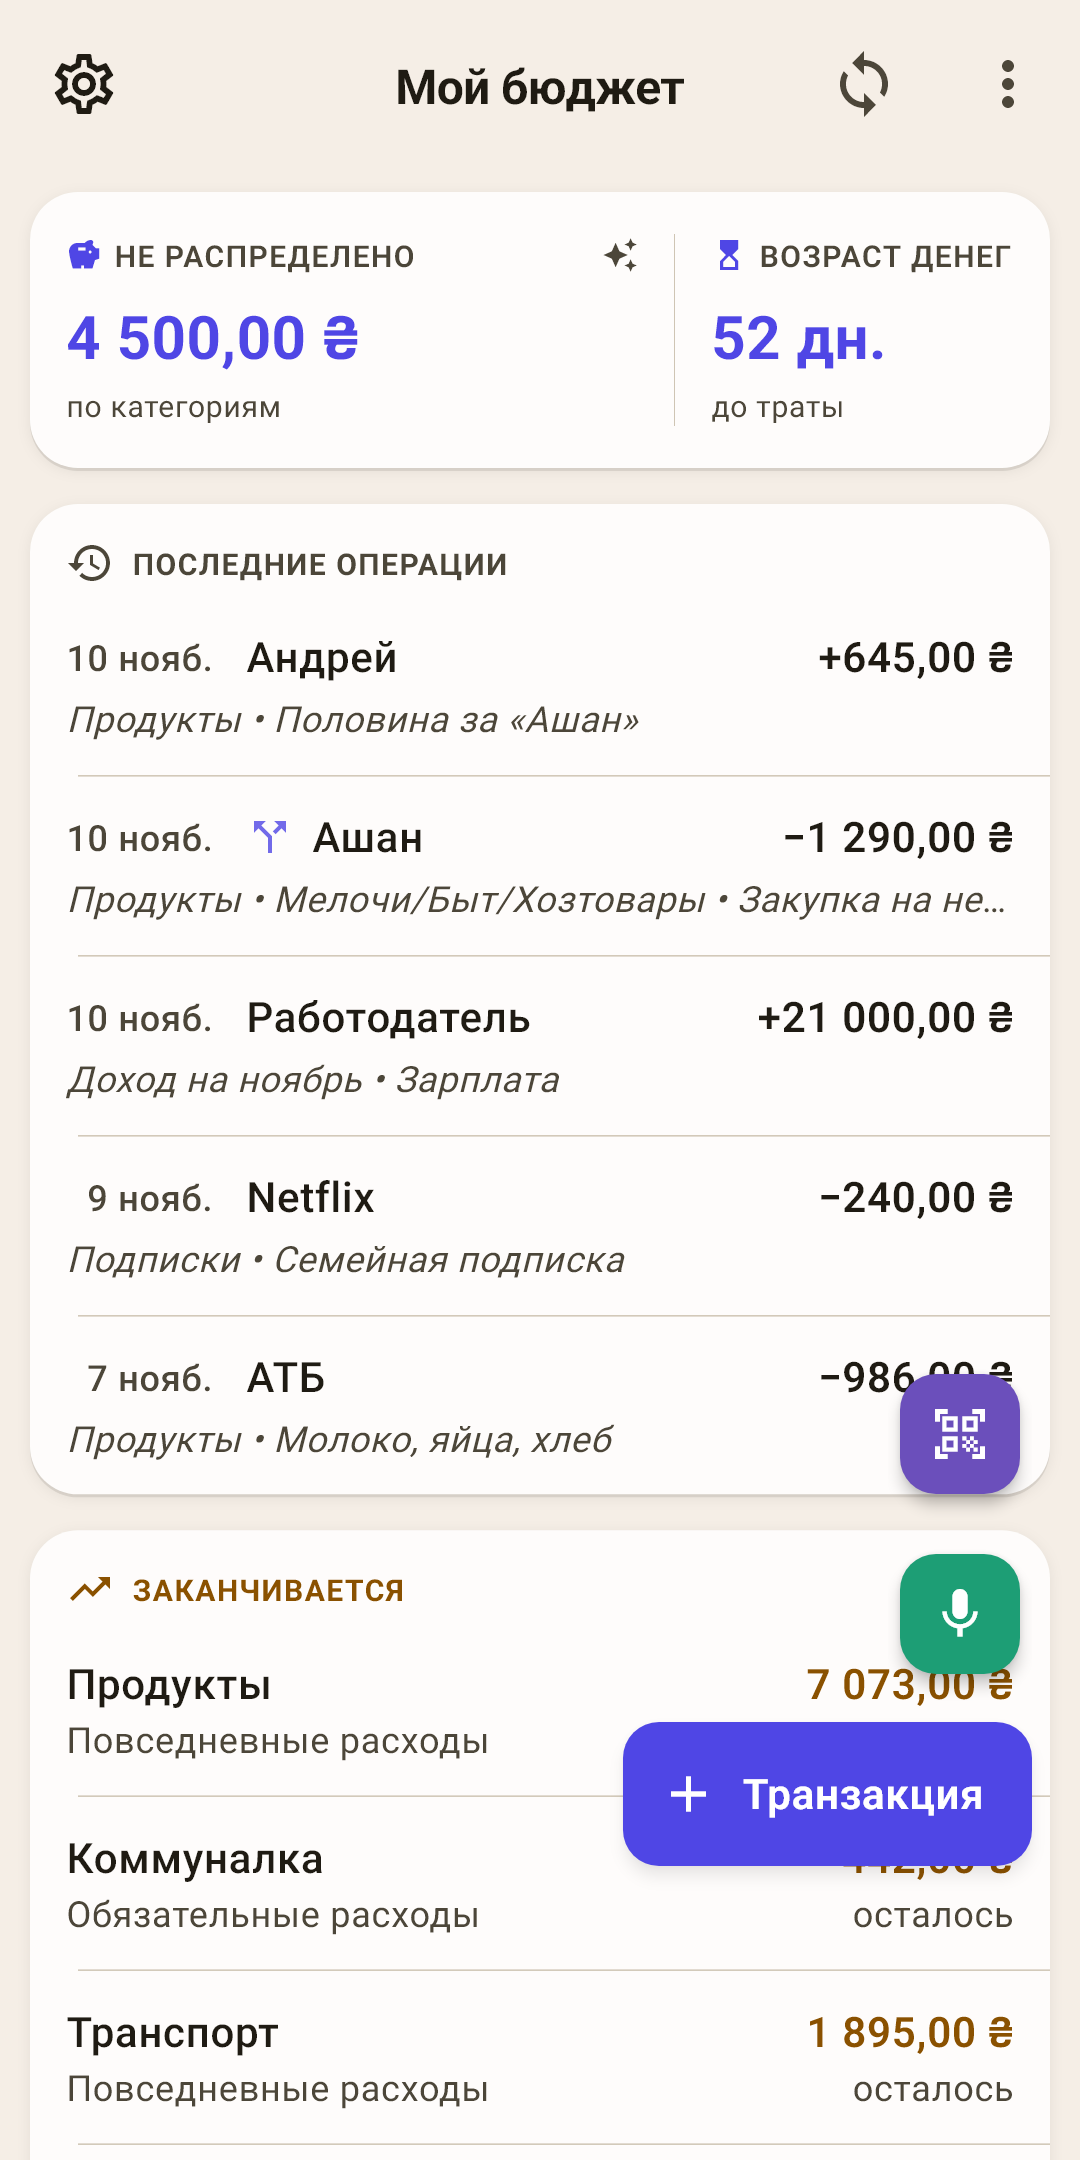 Мой бюджет
НЕ РАСПРЕДЕЛЕНО
4 500,00 ₴
по категориям
ВОЗРАСТ ДЕНЕГ
52 дн.
до траты
ПОСЛЕДНИЕ ОПЕРАЦИИ
10 нояб. Андрей +645,00 ₴
Продукты • Половина за «Ашан»
10 нояб. Ашан −1 290,00 ₴
Продукты • Мелочи/Быт/Хозтовары • Закупка на не…
10 нояб. Работодатель +21 000,00 ₴
Доход на ноябрь • Зарплата
9 нояб. Netflix −240,00 ₴
Подписки • Семейная подписка
7 нояб. АТБ −986,00 ₴
Продукты • Молоко, яйца, хлеб
ЗАКАНЧИВАЕТСЯ
Продукты 7 073,00 ₴
Повседневные расходы
+ Транзакция
Коммуналка
Обязательные расходы осталось
Транспорт 1 895,00 ₴
Повседневные расходы осталось